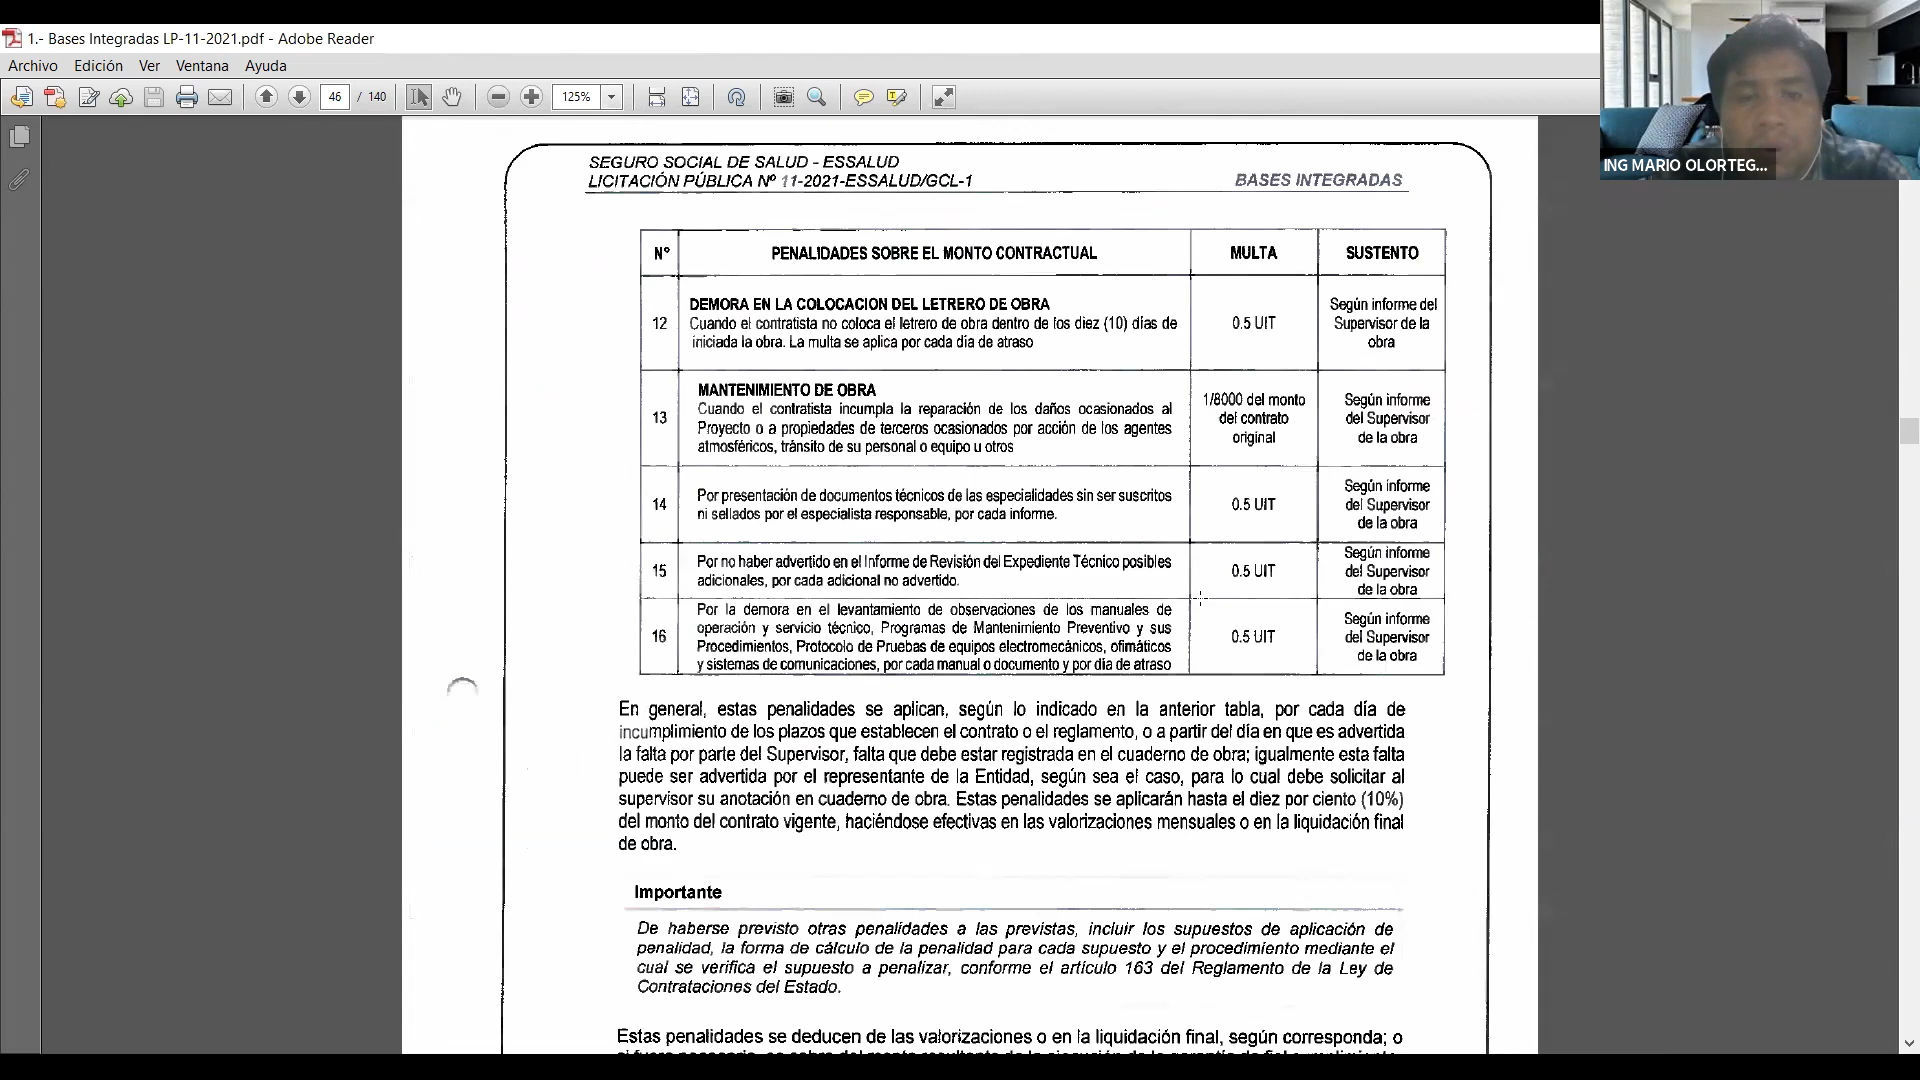 1.- Bases Integradas LP-11-2021.pdf - Adobe Reader
Archivo Edición Ver Ventana Ayuda
46 / 140 125%
ING MARIO OLORTEG...
SEGURO SOCIAL DE SALUD - ESSALUD
LICITACIÓN PÚBLICA Nº 11-2021-ESSALUD/GCL-1 BASES INTEGRADAS
N° PENALIDADES SOBRE EL MONTO CONTRACTUAL MULTA SUSTENTO
12
DEMORA EN LA COLOCACION DEL LETRERO DE OBRA
Cuando el contratista no coloca el letrero de obra dentro de los diez (10) días de
iniciada la obra. La multa se aplica por cada día de atraso
0.5 UIT
Según informe del
Supervisor de la
obra
13
MANTENIMIENTO DE OBRA
Cuando el contratista incumpla la reparación de los daños ocasionados al
Proyecto o a propiedades de terceros ocasionados por acción de los agentes
atmosféricos, tránsito de su personal o equipo u otros
1/8000 del monto
del contrato
original
Según informe
del Supervisor
de la obra
14
Por presentación de documentos técnicos de las especialidades sin ser suscritos
ni sellados por el especialista responsable, por cada informe.
0.5 UIT
Según informe
del Supervisor
de la obra
15
Por no haber advertido en el Informe de Revisión del Expediente Técnico posibles
adicionales, por cada adicional no advertido.
0.5 UIT
Según informe
del Supervisor
de la obra
16
Por la demora en el levantamiento de observaciones de los manuales de
operación y servicio técnico, Programas de Mantenimiento Preventivo y sus
Procedimientos, Protocolo de Pruebas de equipos electromecánicos, ofimáticos
y sistemas de comunicaciones, por cada manual o documento y por día de atraso
0.5 UIT
Según informe
del Supervisor
de la obra
En general, estas penalidades se aplican, según lo indicado en la anterior tabla, por cada día de
incumplimiento de los plazos que establecen el contrato o el reglamento, o a partir del día en que es advertida
la falta por parte del Supervisor, falta que debe estar registrada en el cuaderno de obra; igualmente esta falta
puede ser advertida por el representante de la Entidad, según sea el caso, para lo cual debe solicitar al
supervisor su anotación en cuaderno de obra. Estas penalidades se aplicarán hasta el diez por ciento (10%)
del monto del contrato vigente, haciéndose efectivas en las valorizaciones mensuales o en la liquidación final
de obra.
Importante
De haberse previsto otras penalidades a las previstas, incluir los supuestos de aplicación de
penalidad, la forma de cálculo de la penalidad para cada supuesto y el procedimiento mediante el
cual se verifica el supuesto a penalizar, conforme el artículo 163 del Reglamento de la Ley de
Contrataciones del Estado.
Estas penalidades se deducen de las valorizaciones o en la liquidación final, según corresponda; o